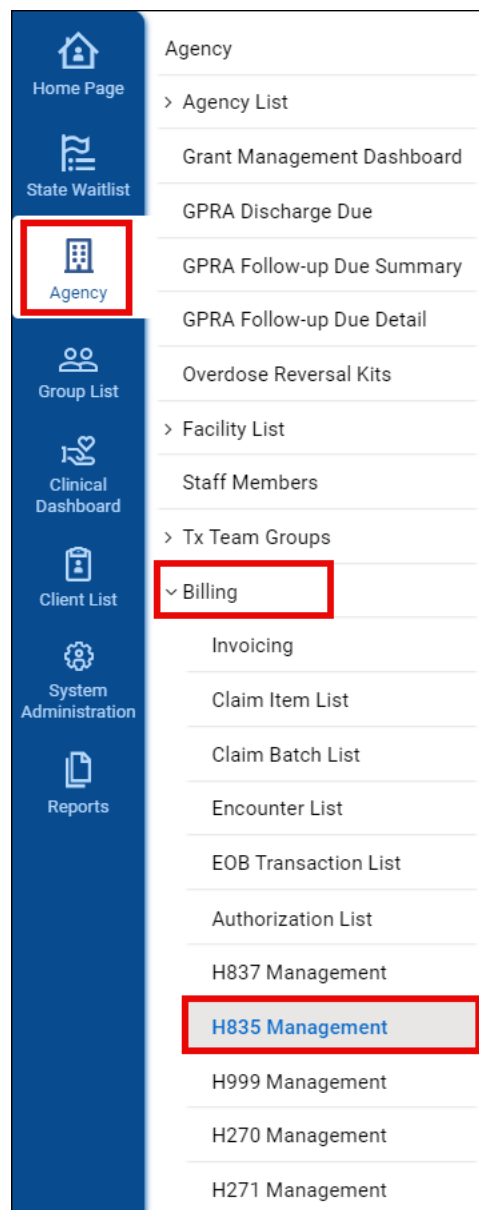 Home Page
State Waitlist
Agency
Group List
Clinical
Dashboard
Client List
System
Administration
Reports
Agency
Agency List
Grant Management Dashboard
GPRA Discharge Due
GPRA Follow-up Due Summary
GPRA Follow-up Due Detail
Overdose Reversal Kits
Facility List
Staff Members
Tx Team Groups
Billing
Invoicing
Claim Item List
Claim Batch List
Encounter List
EOB Transaction List
Authorization List
H837 Management
H835 Management
H999 Management
H270 Management
H271 Management